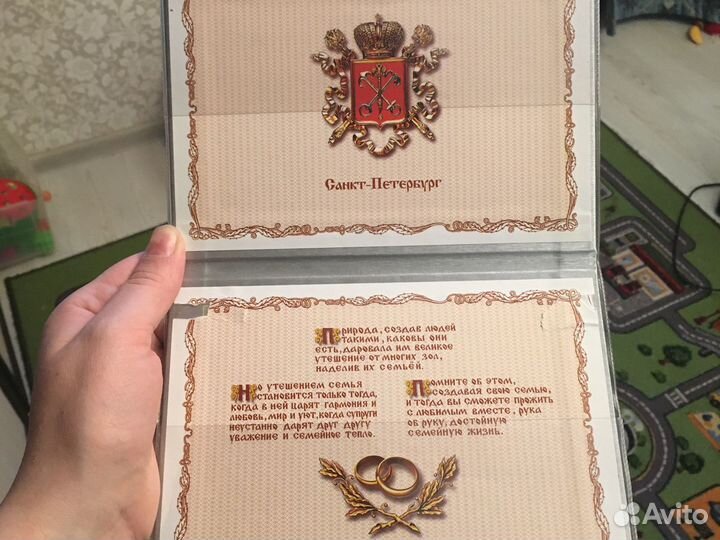 Санкт-Петербург
Природа, создав людей
такими, каковы они
есть, даровала им великое
утешение от многих зол,
наделив их семьей.
Но утешением семья
становится только тогда,
когда в ней царят гармония и
любовь, мир и уют, когда супруги
неустанно дарят друг другу
уважение и семейное тепло.
Помните об этом,
создавая свою семью,
и тогда вы сможете прожить
с любимым вместе, рука
об руку, достойную
семейную жизнь.
Avito